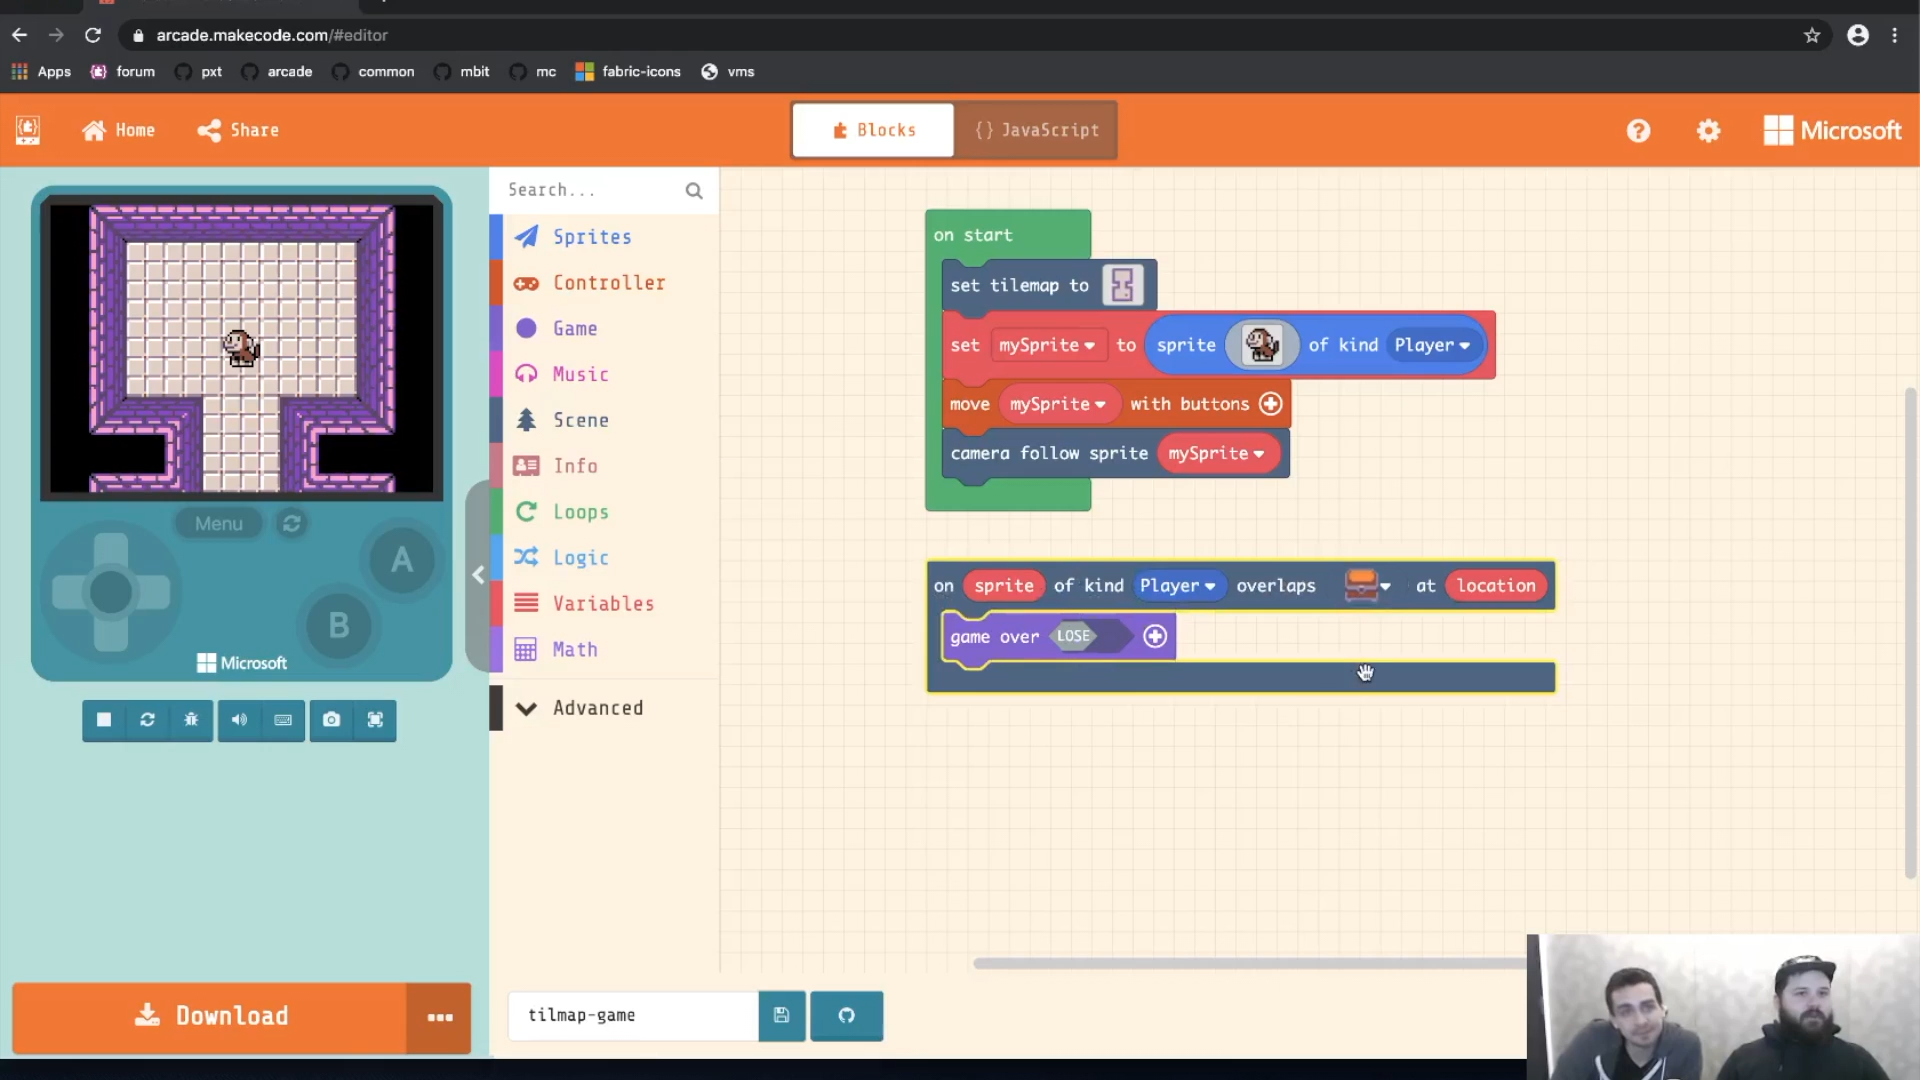 arcade.makecode.com/#editor
Apps forum pxt arcade common mbit mc fabric-icons vms
Home Share Blocks {} JavaScript ? Microsoft
Search...
Sprites
Controller
Game
Music
Scene
Info
Loops
Logic
Variables
Math
Advanced
Menu
A
B
Microsoft
on start
set tilemap to
set mySprite to sprite of kind Player
move mySprite with buttons
camera follow sprite mySprite
on sprite of kind Player overlaps at location
game over LOSE
Download ...
tilmap-game